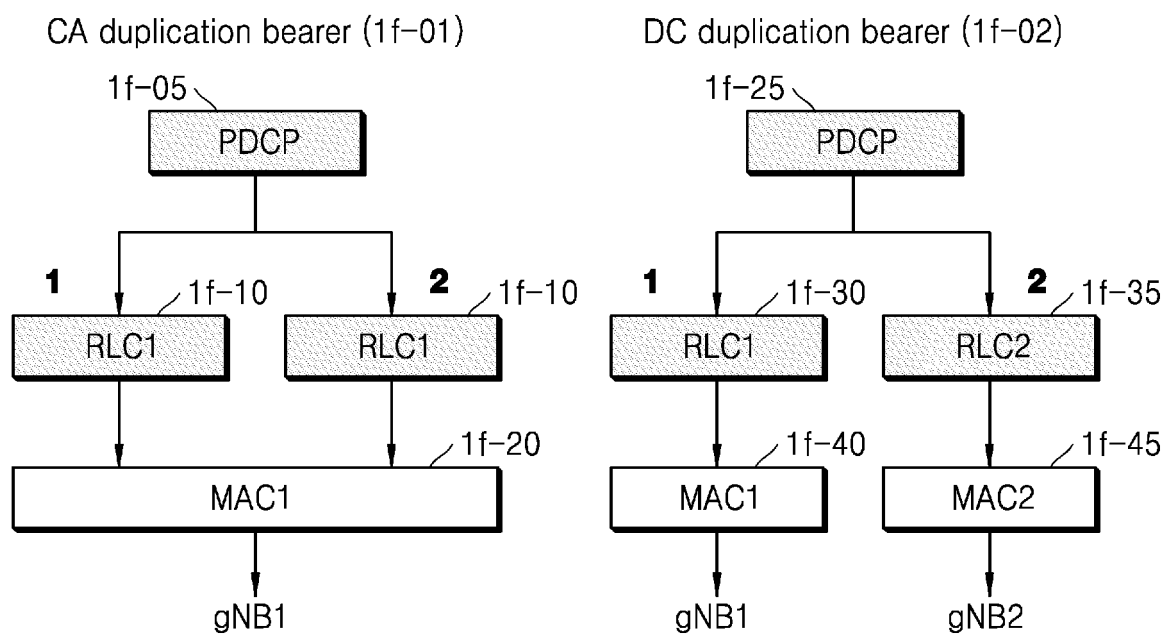 CA duplication bearer (1f-01) DC duplication bearer (1f-02)
1f-05 1f-25
PDCP PDCP
1 1f-10 2 1f-10 1 1f-30 2 1f-35
RLC1 RLC1 RLC1 RLC2
1f-20 1f-40 1f-45
MAC1 MAC1 MAC2
gNB1 gNB1 gNB2